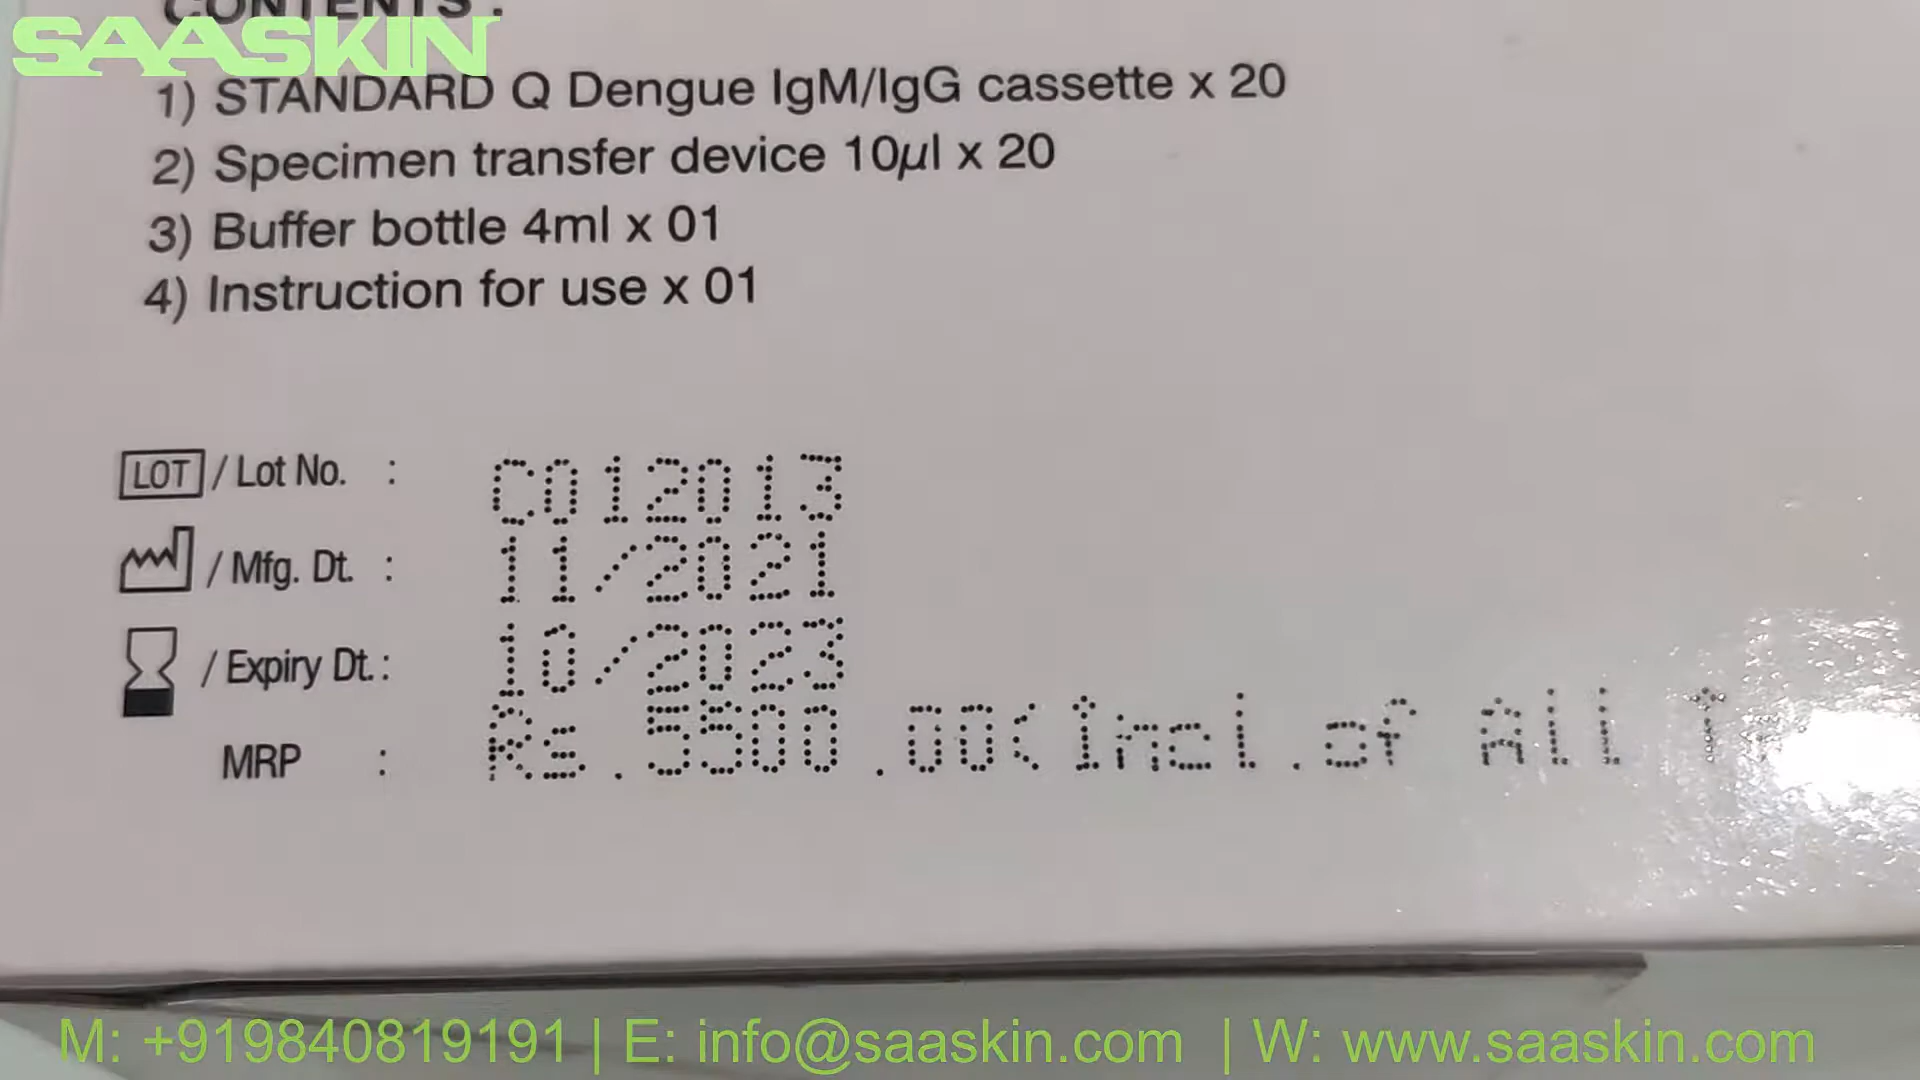 CONTENTS :
SAASKIN
1) STANDARD Q Dengue IgM/IgG cassette x 20
2) Specimen transfer device 10µl x 20
3) Buffer bottle 4ml x 01
4) Instruction for use x 01
LOT / Lot No. : C012013
/ Mfg. Dt. : 11/2021
/ Expiry Dt.: 10/2023
MRP : Rs.5500.00(Incl.of All
M: +919840819191 | E: info@saaskin.com | W: www.saaskin.com